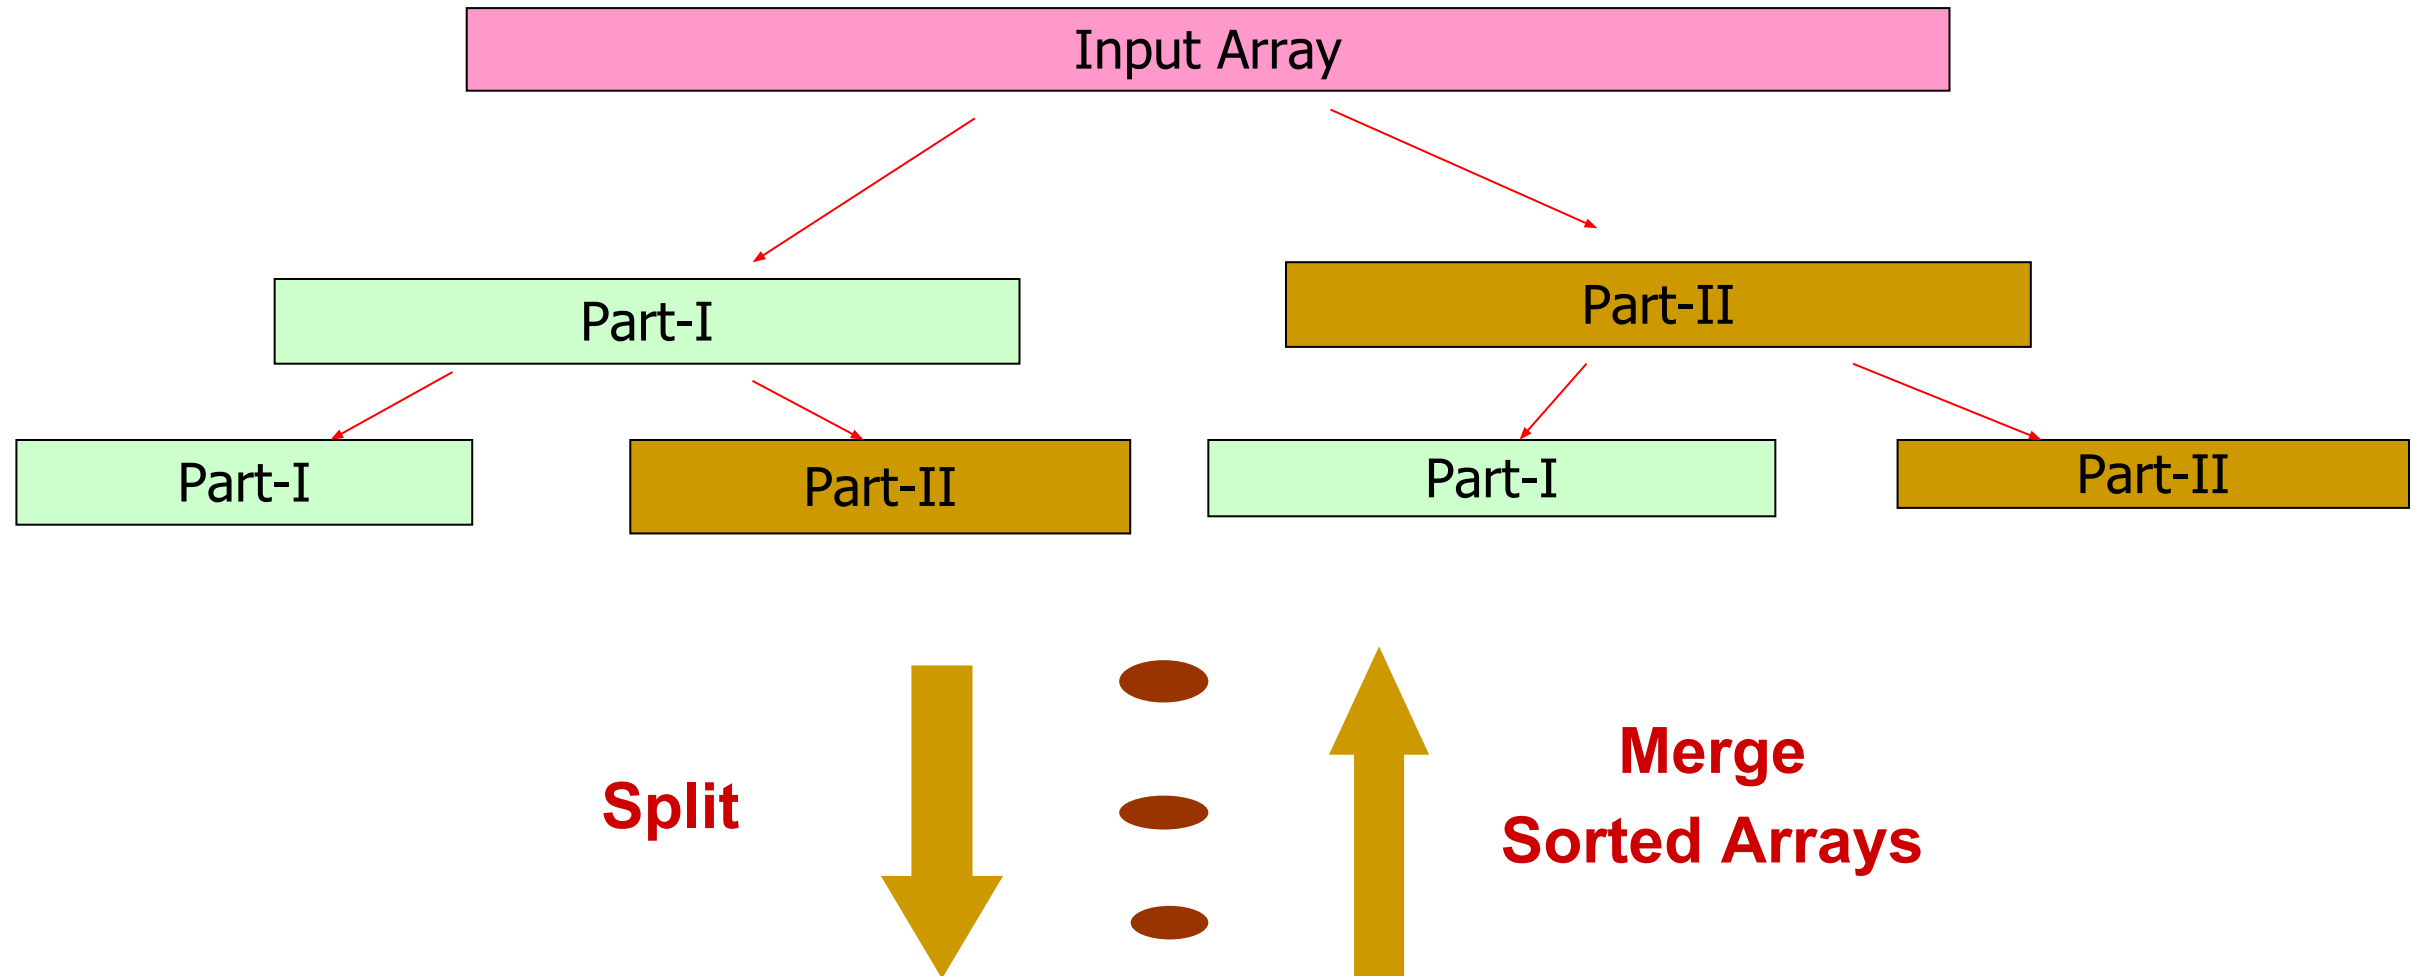 Input Array
Part-I
Part-II
Part-I
Part-II
Part-I
Part-II
Split
Merge
Sorted Arrays